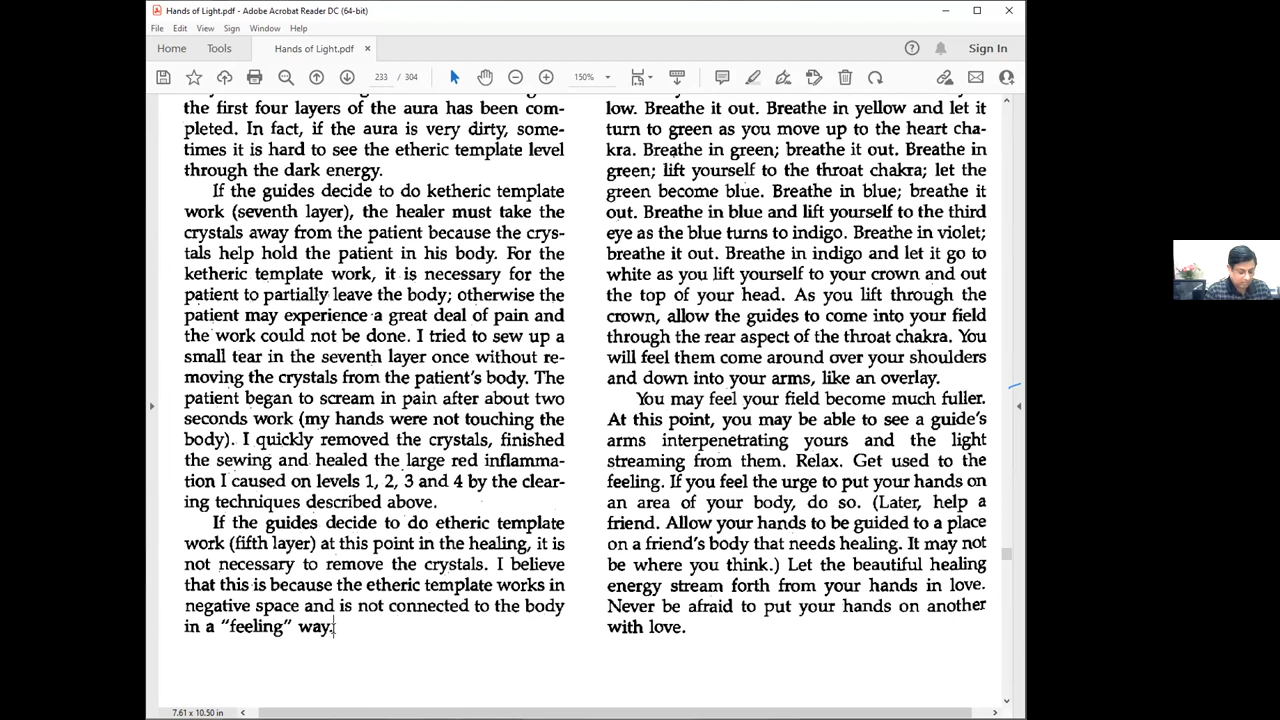 Hands of Light.pdf - Adobe Acrobat Reader DC (64-bit)
File Edit View Sign Window Help
Home Tools Hands of Light.pdf × Sign In
233 / 304 150%
the first four layers of the aura has been com-
pleted. In fact, if the aura is very dirty, some-
times it is hard to see the etheric template level
through the dark energy.
If the guides decide to do ketheric template
work (seventh layer), the healer must take the
crystals away from the patient because the crys-
tals help hold the patient in his body. For the
ketheric template work, it is necessary for the
patient to partially leave the body; otherwise the
patient may experience a great deal of pain and
the work could not be done. I tried to sew up a
small tear in the seventh layer once without re-
moving the crystals from the patient's body. The
patient began to scream in pain after about two
seconds work (my hands were not touching the
body). I quickly removed the crystals, finished
the sewing and healed the large red inflamma-
tion I caused on levels 1, 2, 3 and 4 by the clear-
ing techniques described above.
If the guides decide to do etheric template
work (fifth layer) at this point in the healing, it is
not necessary to remove the crystals. I believe
that this is because the etheric template works in
negative space and is not connected to the body
in a "feeling" way.
low. Breathe it out. Breathe in yellow and let it
turn to green as you move up to the heart cha-
kra. Breathe in green; breathe it out. Breathe in
green; lift yourself to the throat chakra; let the
green become blue. Breathe in blue; breathe it
out. Breathe in blue and lift yourself to the third
eye as the blue turns to indigo. Breathe in violet;
breathe it out. Breathe in indigo and let it go to
white as you lift yourself to your crown and out
the top of your head. As you lift through the
crown, allow the guides to come into your field
through the rear aspect of the throat chakra. You
will feel them come around over your shoulders
and down into your arms, like an overlay.
You may feel your field become much fuller.
At this point, you may be able to see a guide's
arms interpenetrating yours and the light
streaming from them. Relax. Get used to the
feeling. If you feel the urge to put your hands on
an area of your body, do so. (Later, help a
friend. Allow your hands to be guided to a place
on a friend's body that needs healing. It may not
be where you think.) Let the beautiful healing
energy stream forth from your hands in love.
Never be afraid to put your hands on another
with love.
7.61 x 10.50 in